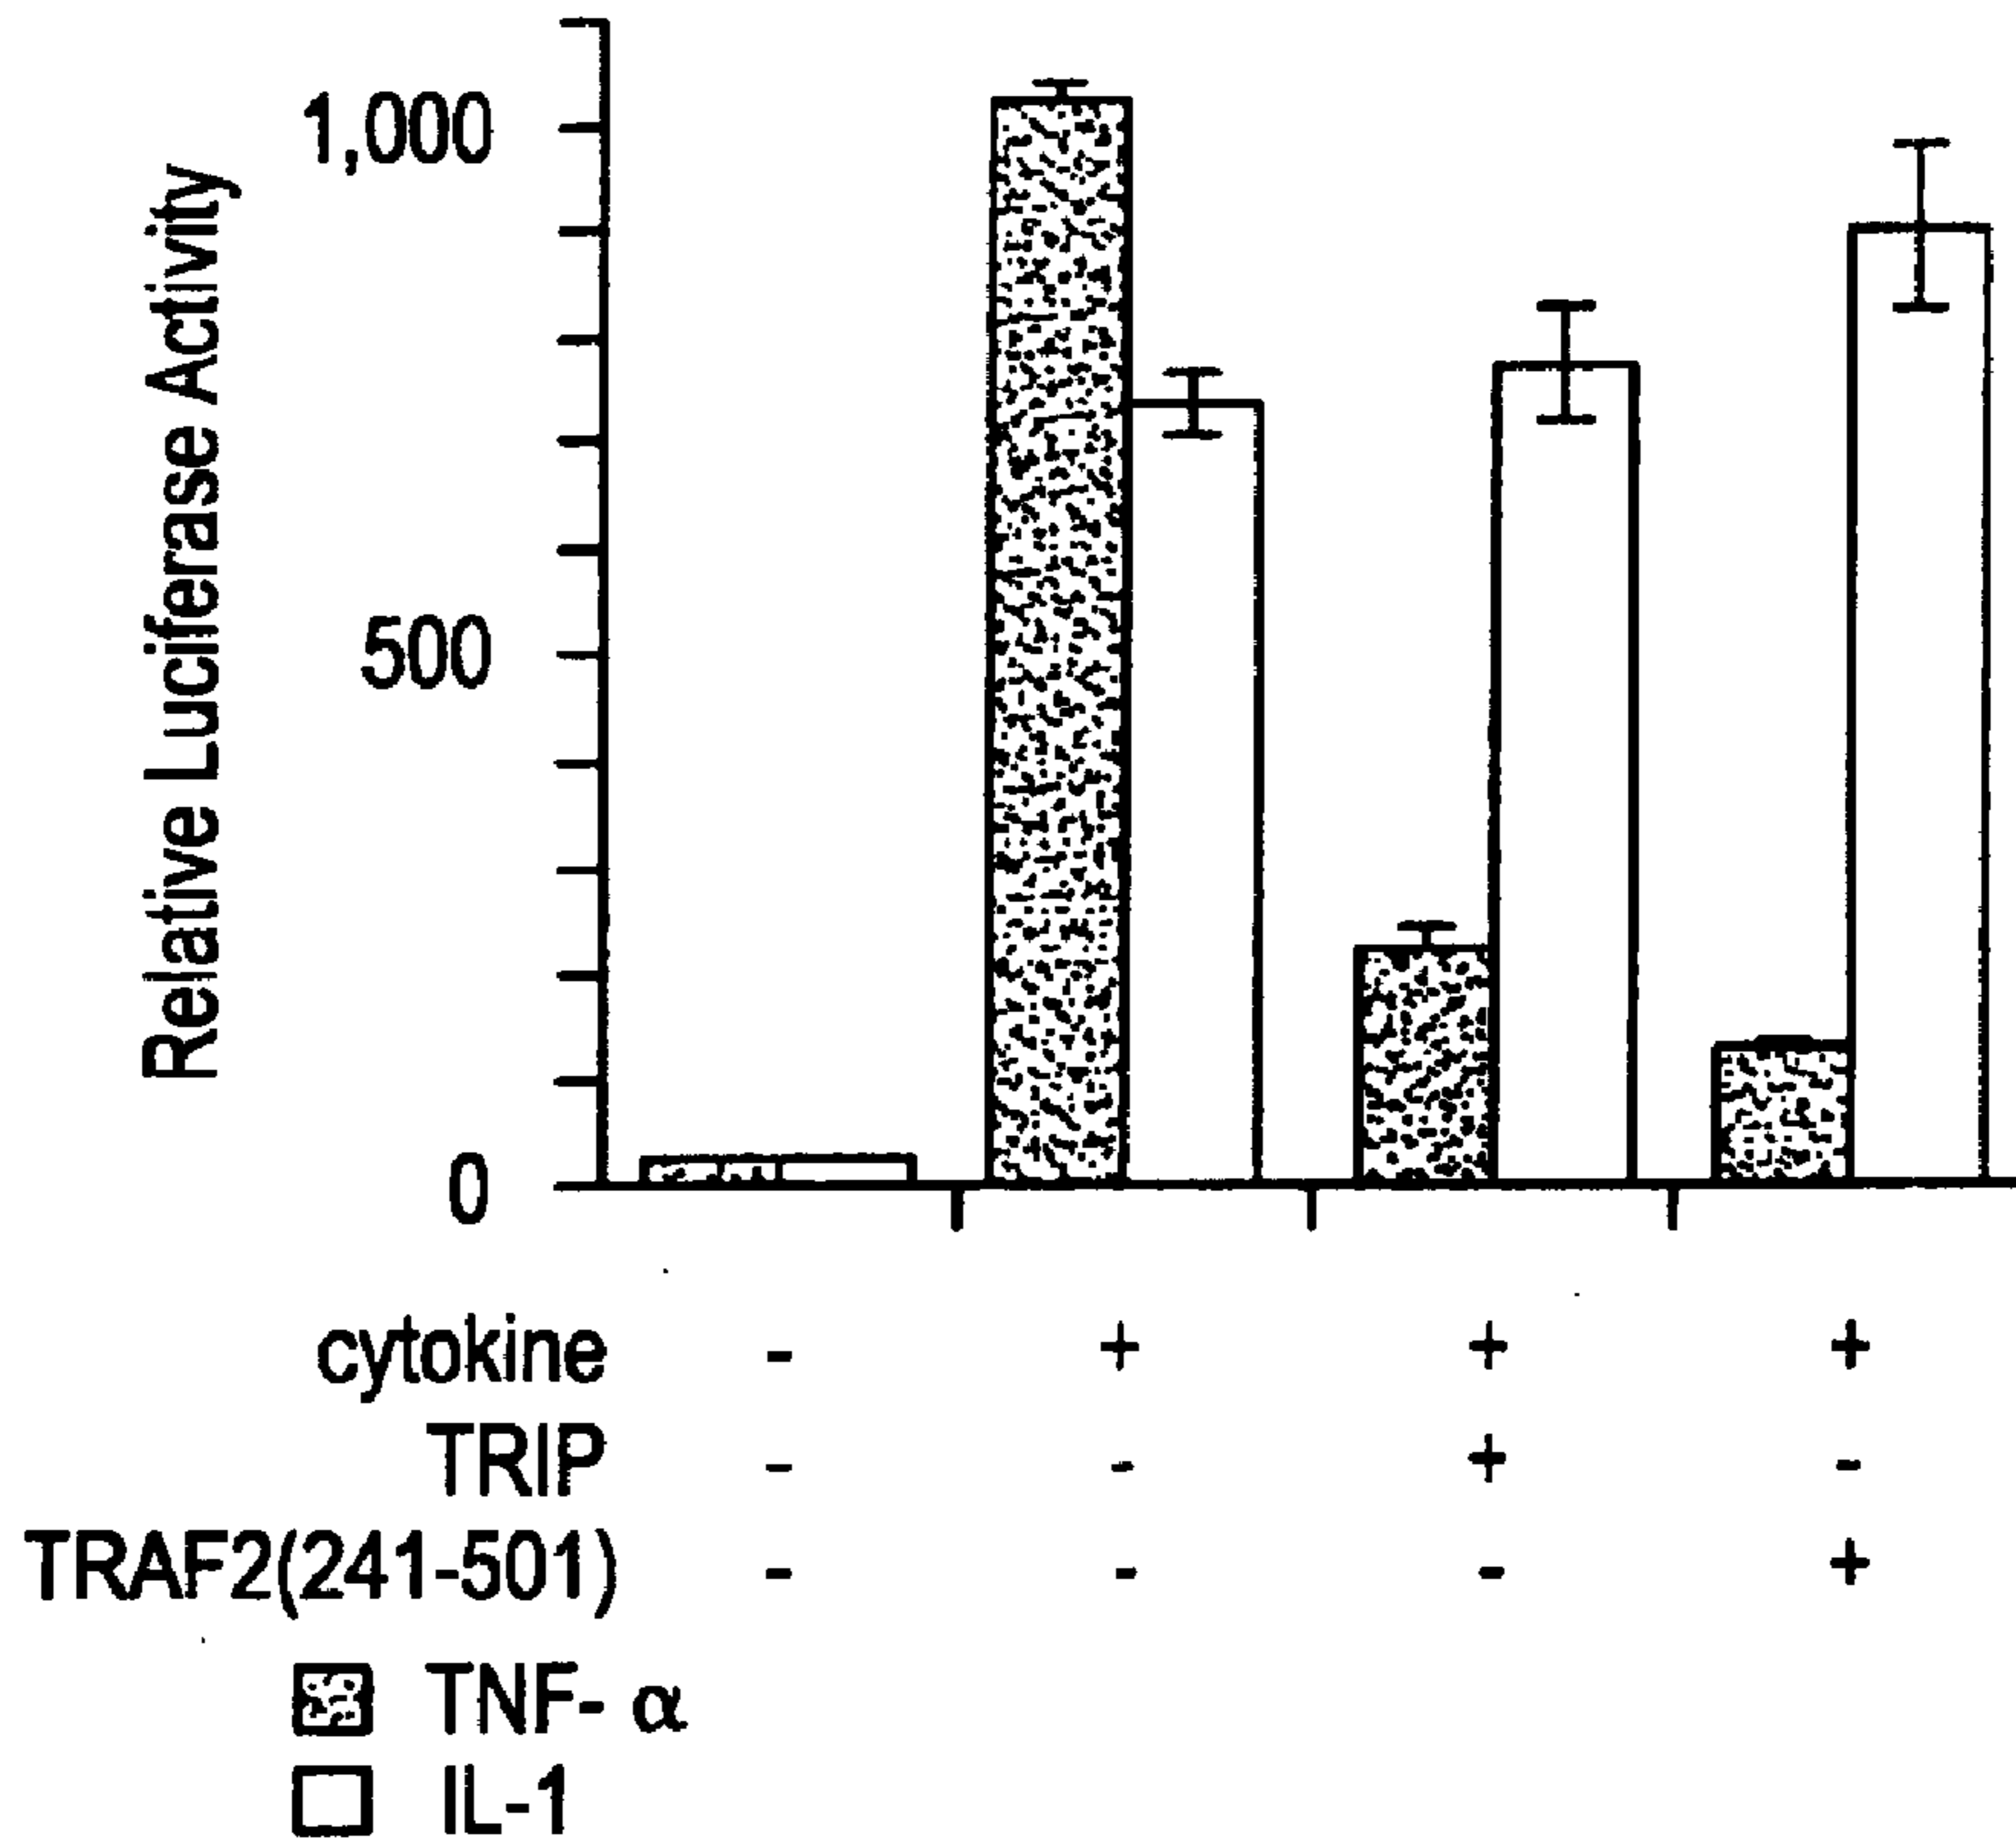 Relative Luciferase Activity
1,000
500
0
cytokine - + + +
TRIP - - + -
TRAF2(241-501) - - - +
TNF- α
IL-1